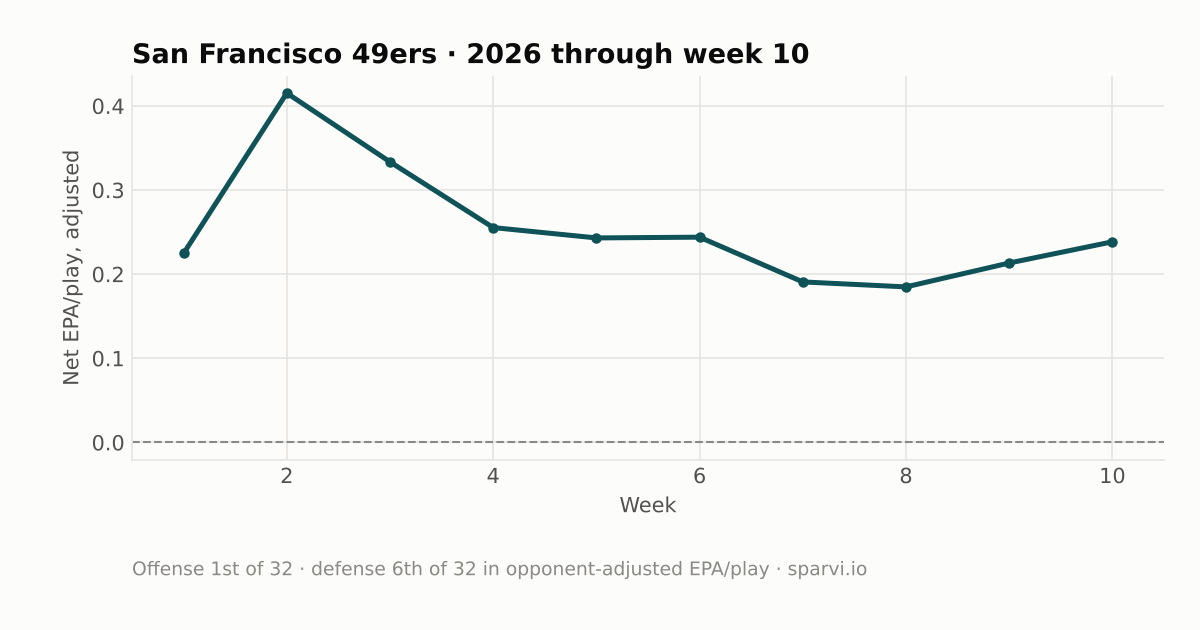 San Francisco 49ers · 2026 through week 10
Net EPA/play, adjusted
0.4
0.3
0.2
0.1
0.0
2 4 6 8 10
Week
Offense 1st of 32 · defense 6th of 32 in opponent-adjusted EPA/play · sparvi.io